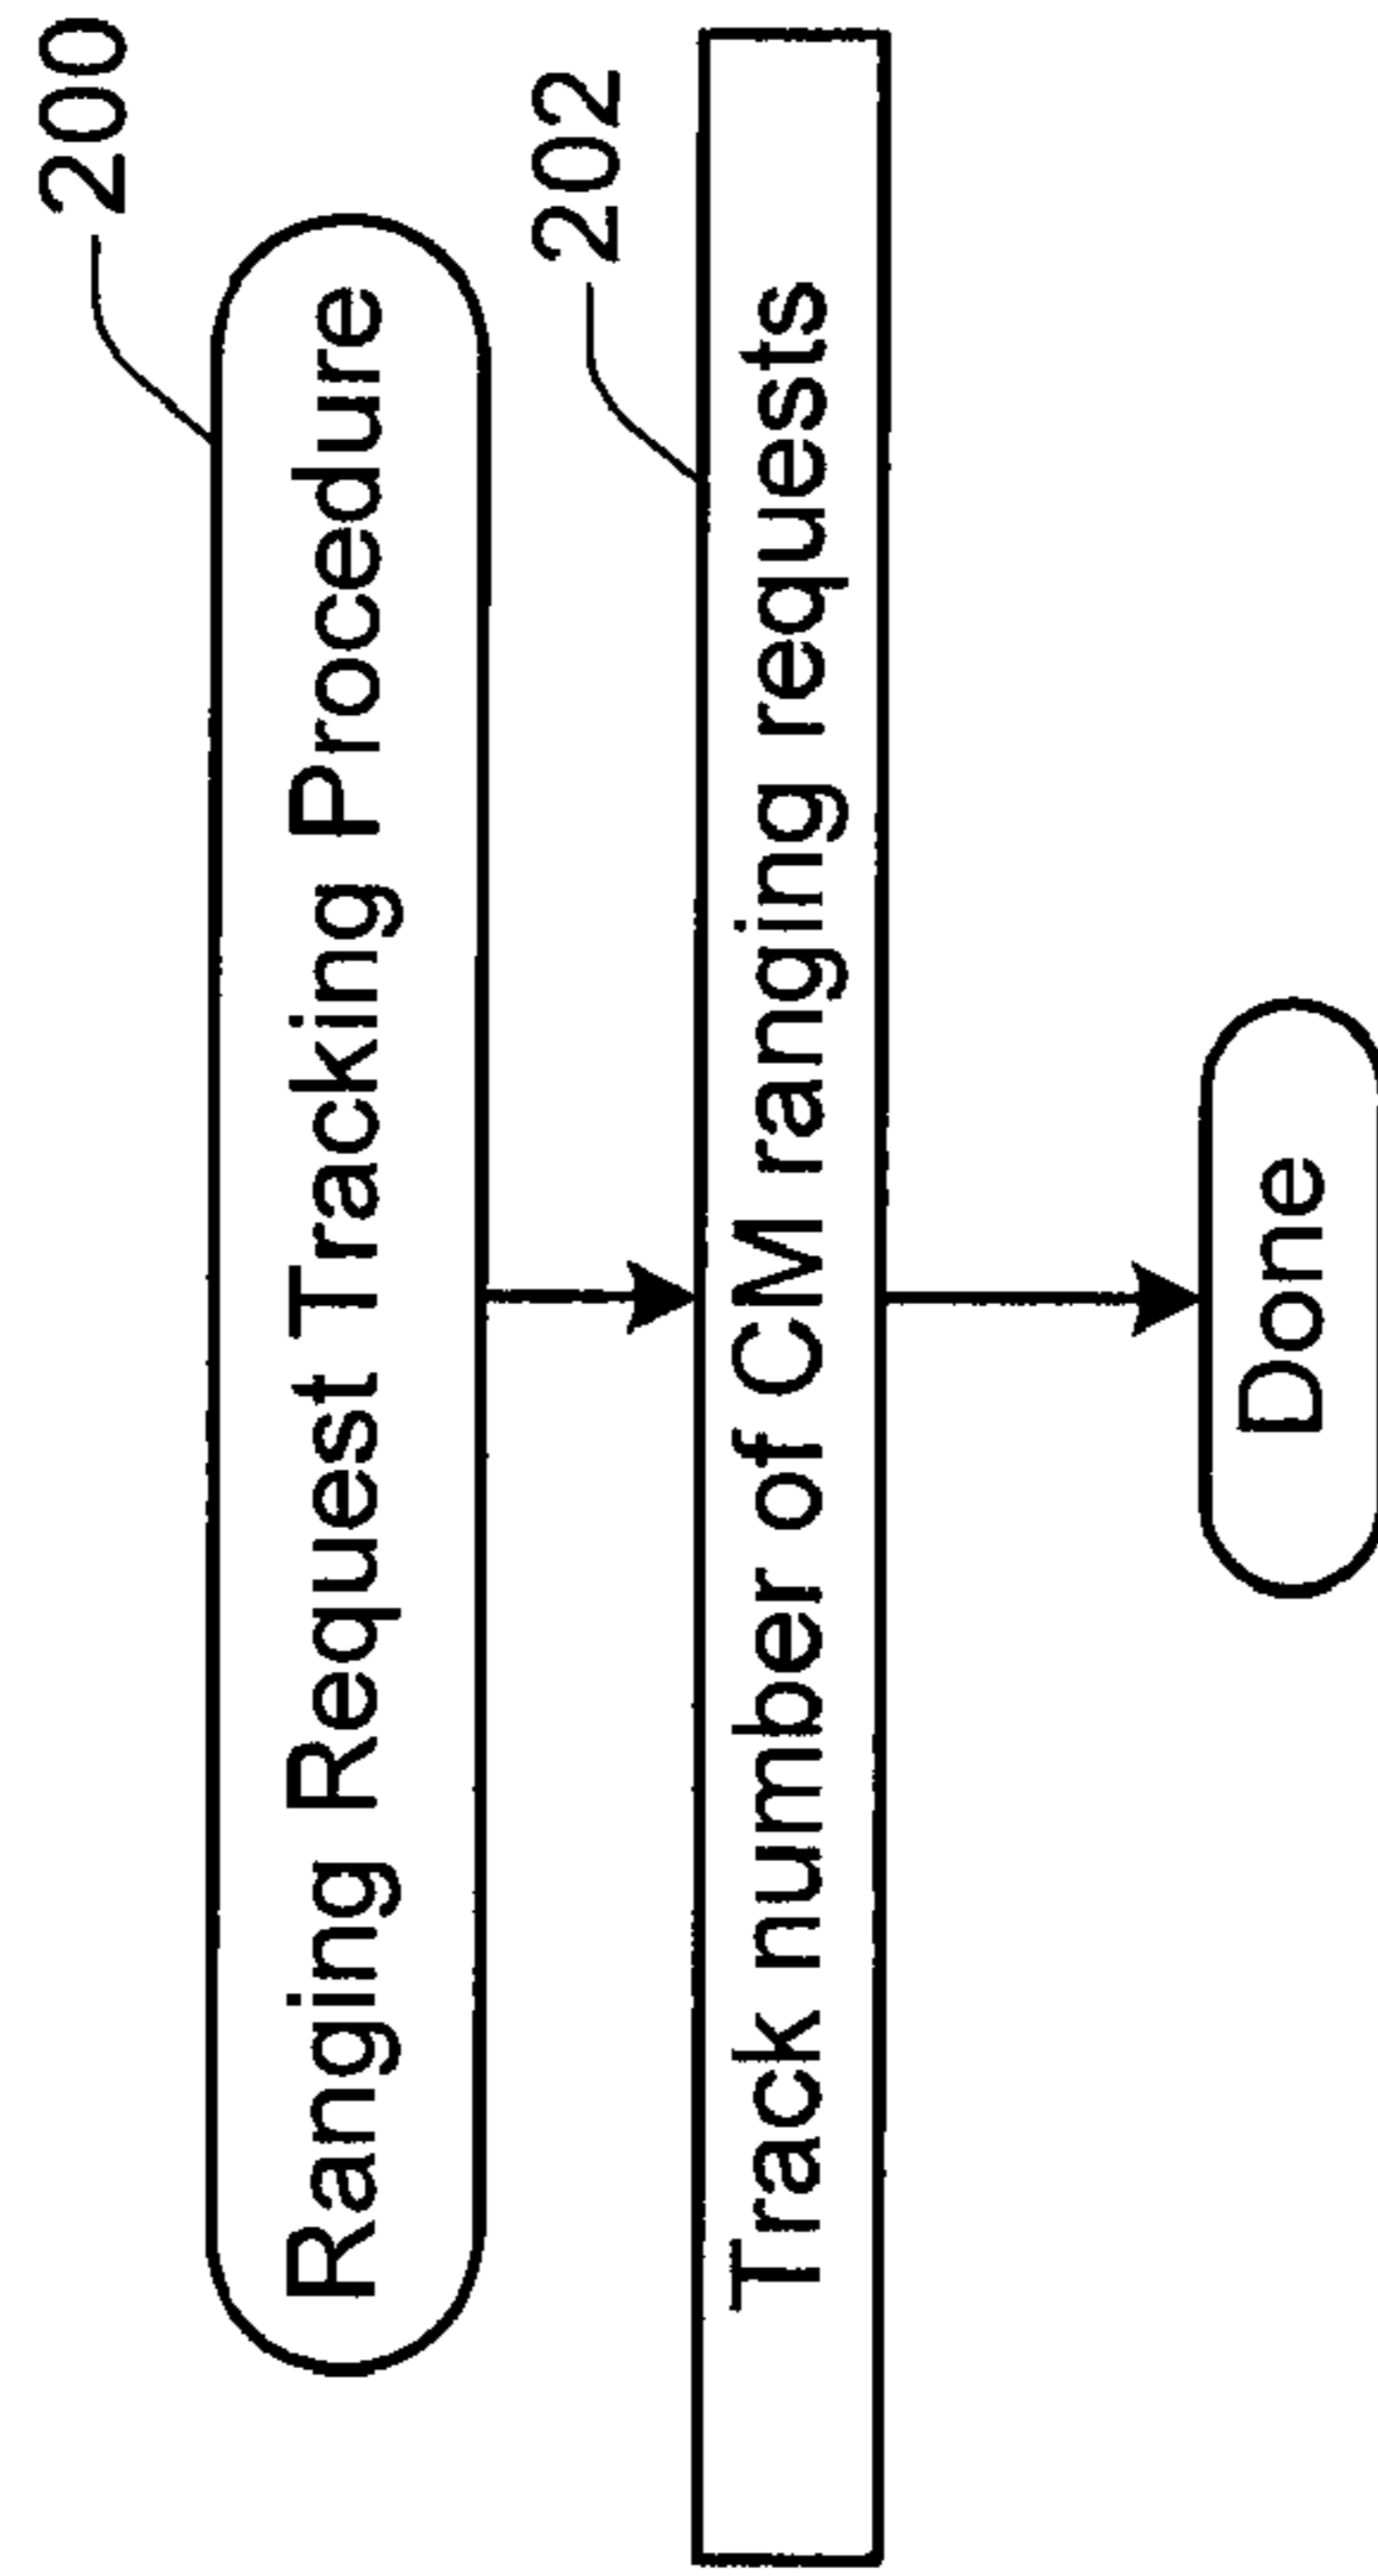 200
Ranging Request Tracking Procedure
202
Track number of CM ranging requests
Done